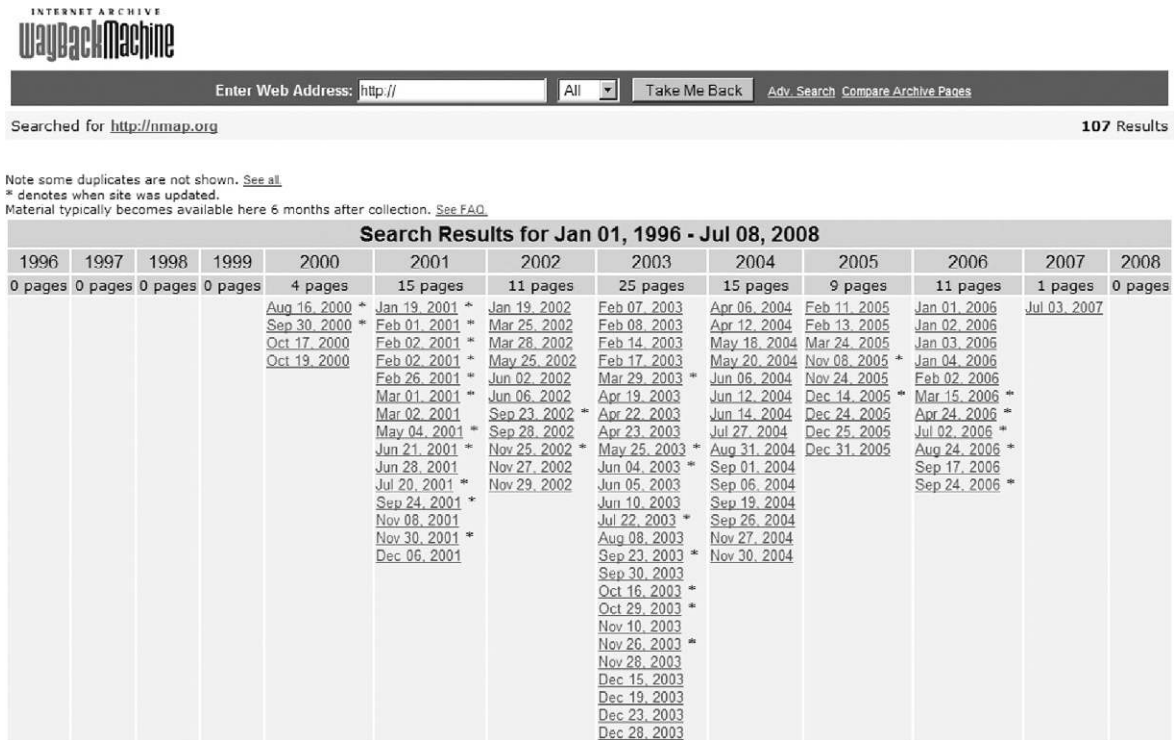 INTERNET ARCHIVE
WayBackMachine
Enter Web Address: http:// All Take Me Back Adv. Search Compare Archive Pages
Searched for http://nmap.org 107 Results
Note some duplicates are not shown. See all.
* denotes when site was updated.
Material typically becomes available here 6 months after collection. See FAQ.
Search Results for Jan 01, 1996 - Jul 08, 2008
1996 1997 1998 1999 2000 2001 2002 2003 2004 2005 2006 2007 2008
0 pages 0 pages 0 pages 0 pages 4 pages 15 pages 11 pages 25 pages 15 pages 9 pages 11 pages 1 pages 0 pages
Aug 16, 2000 * Jan 19, 2001 * Jan 19, 2002 Feb 07, 2003 Apr 06, 2004 Feb 11, 2005 Jan 01, 2006 Jul 03, 2007
Sep 30, 2000 * Feb 01, 2001 * Mar 25, 2002 Feb 08, 2003 Apr 12, 2004 Feb 13, 2005 Jan 02, 2006
Oct 17, 2000 Feb 02, 2001 * Mar 28, 2002 Feb 14, 2003 May 18, 2004 Mar 24, 2005 Jan 03, 2006
Oct 19, 2000 Feb 02, 2001 * May 25, 2002 Feb 17, 2003 May 20, 2004 Nov 08, 2005 * Jan 04, 2006
Feb 26, 2001 * Jun 02, 2002 Mar 29, 2003 * Jun 06, 2004 Nov 24, 2005 Feb 02, 2006
Mar 01, 2001 * Jun 06, 2002 Apr 19, 2003 Jun 12, 2004 Dec 14, 2005 * Mar 15, 2006 *
Mar 02, 2001 Sep 23, 2002 * Apr 22, 2003 Jun 14, 2004 Dec 24, 2005 Apr 24, 2006 *
May 04, 2001 * Sep 28, 2002 Apr 23, 2003 Jul 27, 2004 Dec 25, 2005 Jul 02, 2006 *
Jun 21, 2001 * Nov 25, 2002 * May 25, 2003 * Aug 31, 2004 Dec 31, 2005 Aug 24, 2006 *
Jun 28, 2001 Nov 27, 2002 Jun 04, 2003 * Sep 01, 2004 Sep 17, 2006
Jul 20, 2001 * Nov 29, 2002 Jun 05, 2003 Sep 06, 2004 Sep 24, 2006 *
Sep 24, 2001 * Jun 10, 2003 Sep 19, 2004
Nov 08, 2001 Jul 22, 2003 * Sep 26, 2004
Nov 30, 2001 * Aug 08, 2003 Nov 27, 2004
Dec 06, 2001 Sep 23, 2003 * Nov 30, 2004
Sep 30, 2003
Oct 16, 2003 *
Oct 29, 2003 *
Nov 10, 2003
Nov 26, 2003 *
Nov 28, 2003
Dec 15, 2003
Dec 19, 2003
Dec 23, 2003
Dec 28, 2003